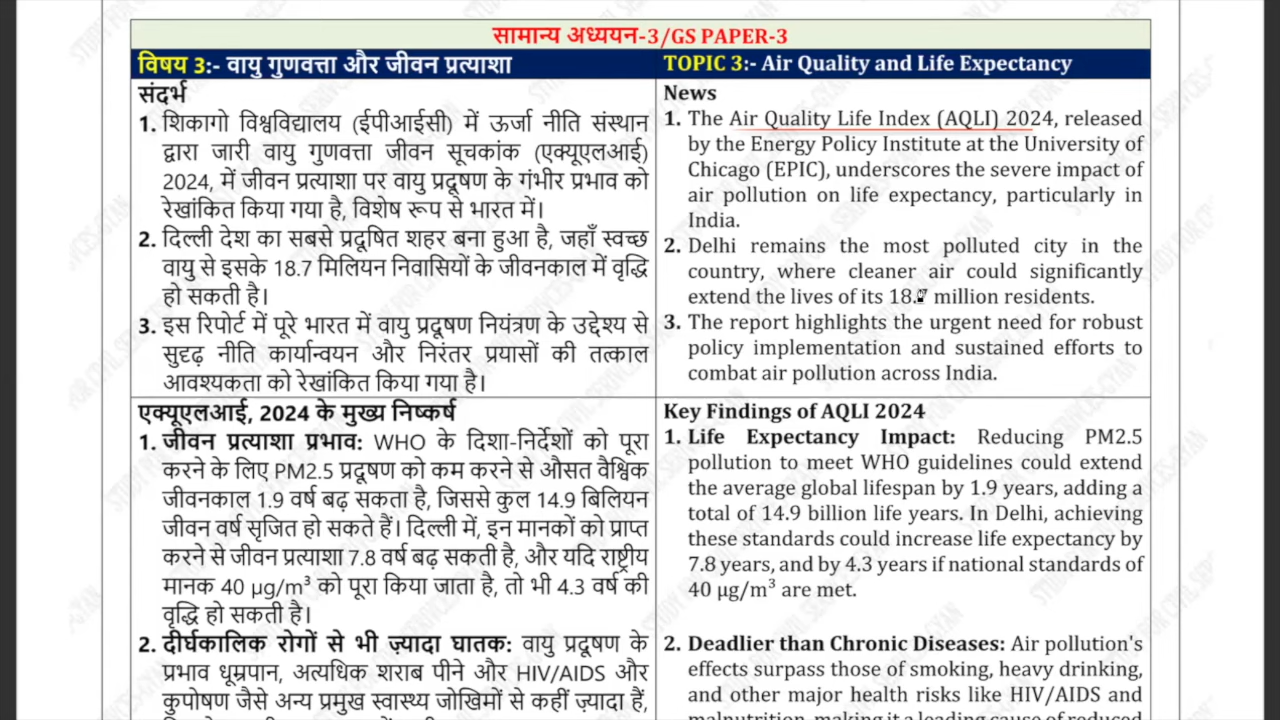 सामान्य अध्ययन-3/GS PAPER-3
विषय 3:- वायु गुणवत्ता और जीवन प्रत्याशा
संदर्भ
1. शिकागो विश्वविद्यालय (ईपीआईसी) में ऊर्जा नीति संस्थान
द्वारा जारी वायु गुणवत्ता जीवन सूचकांक (एक्यूएलआई)
2024, में जीवन प्रत्याशा पर वायु प्रदूषण के गंभीर प्रभाव को
रेखांकित किया गया है, विशेष रूप से भारत में।
2. दिल्ली देश का सबसे प्रदूषित शहर बना हुआ है, जहाँ स्वच्छ
वायु से इसके 18.7 मिलियन निवासियों के जीवनकाल में वृद्धि
हो सकती है।
3. इस रिपोर्ट में पूरे भारत में वायु प्रदूषण नियंत्रण के उद्देश्य से
सुदृढ़ नीति कार्यान्वयन और निरंतर प्रयासों की तत्काल
आवश्यकता को रेखांकित किया गया है।
एक्यूएलआई, 2024 के मुख्य निष्कर्ष
1. जीवन प्रत्याशा प्रभाव: WHO के दिशा-निर्देशों को पूरा
करने के लिए PM2.5 प्रदूषण को कम करने से औसत वैश्विक
जीवनकाल 1.9 वर्ष बढ़ सकता है, जिससे कुल 14.9 बिलियन
जीवन वर्ष सृजित हो सकते हैं। दिल्ली में, इन मानकों को प्राप्त
करने से जीवन प्रत्याशा 7.8 वर्ष बढ़ सकती है, और यदि राष्ट्रीय
मानक 40 µg/m³ को पूरा किया जाता है, तो भी 4.3 वर्ष की
वृद्धि हो सकती है।
2. दीर्घकालिक रोगों से भी ज़्यादा घातक: वायु प्रदूषण के
प्रभाव धूम्रपान, अत्यधिक शराब पीने और HIV/AIDS और
कुपोषण जैसे अन्य प्रमुख स्वास्थ्य जोखिमों से कहीं ज़्यादा हैं,
TOPIC 3:- Air Quality and Life Expectancy
News
1. The Air Quality Life Index (AQLI) 2024, released
by the Energy Policy Institute at the University of
Chicago (EPIC), underscores the severe impact of
air pollution on life expectancy, particularly in
India.
2. Delhi remains the most polluted city in the
country, where cleaner air could significantly
extend the lives of its 18.7 million residents.
3. The report highlights the urgent need for robust
policy implementation and sustained efforts to
combat air pollution across India.
Key Findings of AQLI 2024
1. Life Expectancy Impact: Reducing PM2.5
pollution to meet WHO guidelines could extend
the average global lifespan by 1.9 years, adding a
total of 14.9 billion life years. In Delhi, achieving
these standards could increase life expectancy by
7.8 years, and by 4.3 years if national standards of
40 µg/m³ are met.
2. Deadlier than Chronic Diseases: Air pollution's
effects surpass those of smoking, heavy drinking,
and other major health risks like HIV/AIDS and
malnutrition, making it a leading cause of reduced